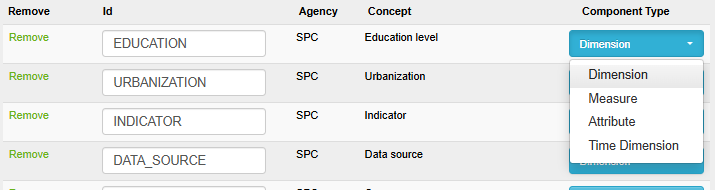 Remove Id Agency Concept Component Type
Remove EDUCATION SPC Education level Dimension
Remove URBANIZATION SPC Urbanization
Remove INDICATOR SPC Indicator
Remove DATA_SOURCE SPC Data source
Dimension
Measure
Attribute
Time Dimension
Dimension